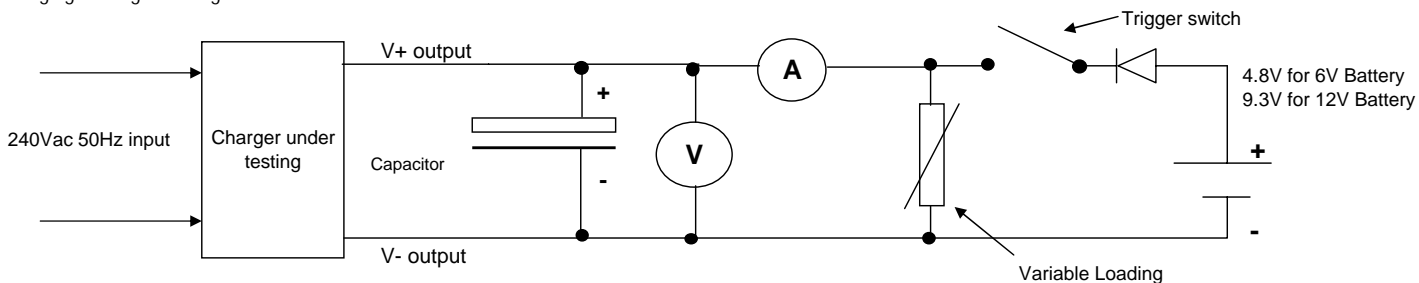 Trigger switch
V+ output
A
4.8V for 6V Battery
9.3V for 12V Battery
+
240Vac 50Hz input
Charger under
testing
Capacitor
V
+
-
-
V- output
Variable Loading